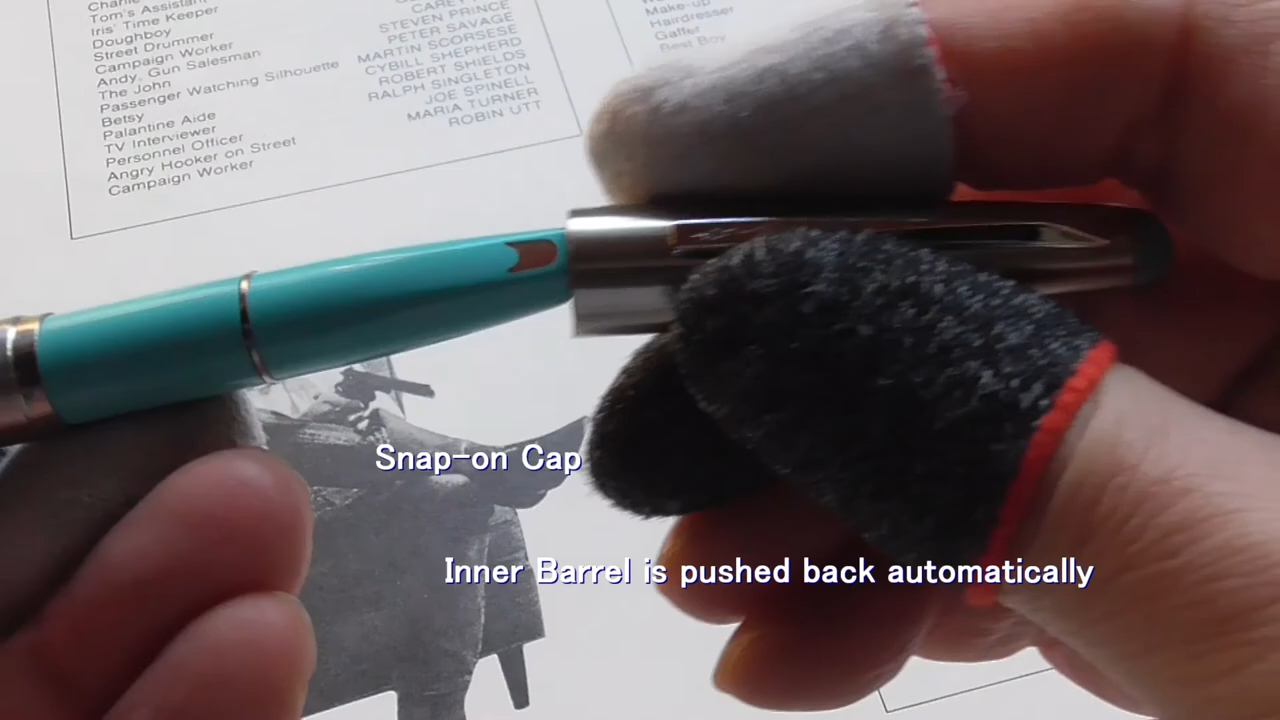 Tom's Assistant
Iris' Time Keeper
Doughboy
Street Drummer
Campaign Worker
Andy, Gun Salesman
The John
Passenger Watching Silhouette
Betsy
Palantine Aide
TV Interviewer
Personnel Officer
Angry Hooker on Street
Campaign Worker
STEVEN PRINCE
PETER SAVAGE
MARTIN SCORSESE
CYBILL SHEPHERD
ROBERT SHIELDS
RALPH SINGLETON
JOE SPINELL
MARIA TURNER
ROBIN UTT
Make-up
Hairdresser
Gaffer
Best Boy
Snap-on Cap
Inner Barrel is pushed back automatically